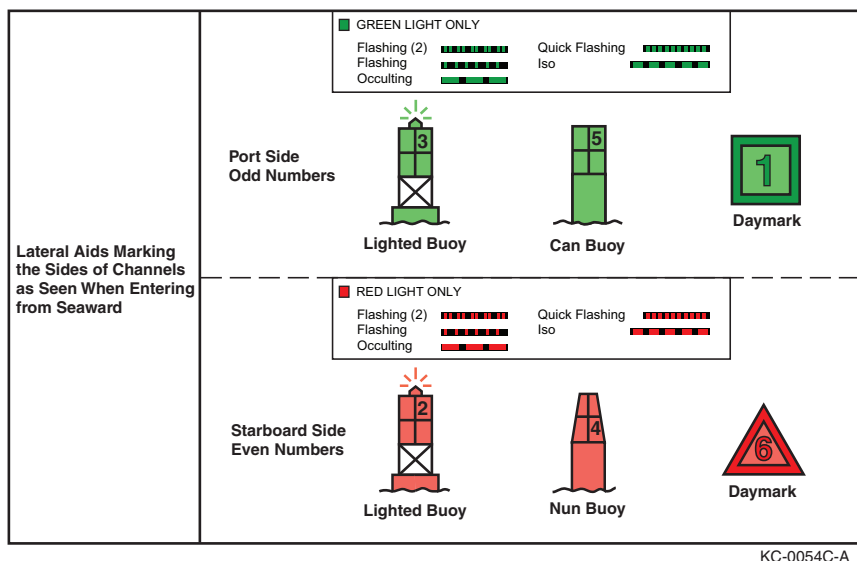 GREEN LIGHT ONLY
Flashing (2)
Quick Flashing
Flashing
Iso
Occulting
3
5
1
Port Side
Odd Numbers
Daymark
Lighted Buoy
Can Buoy
Lateral Aids Marking
the Sides of Channels
as Seen When Entering
from Seaward
RED LIGHT ONLY
Flashing (2)
Quick Flashing
Flashing
Iso
Occulting
2
4
6
Starboard Side
Even Numbers
Daymark
Lighted Buoy
Nun Buoy
KC-0054C-A